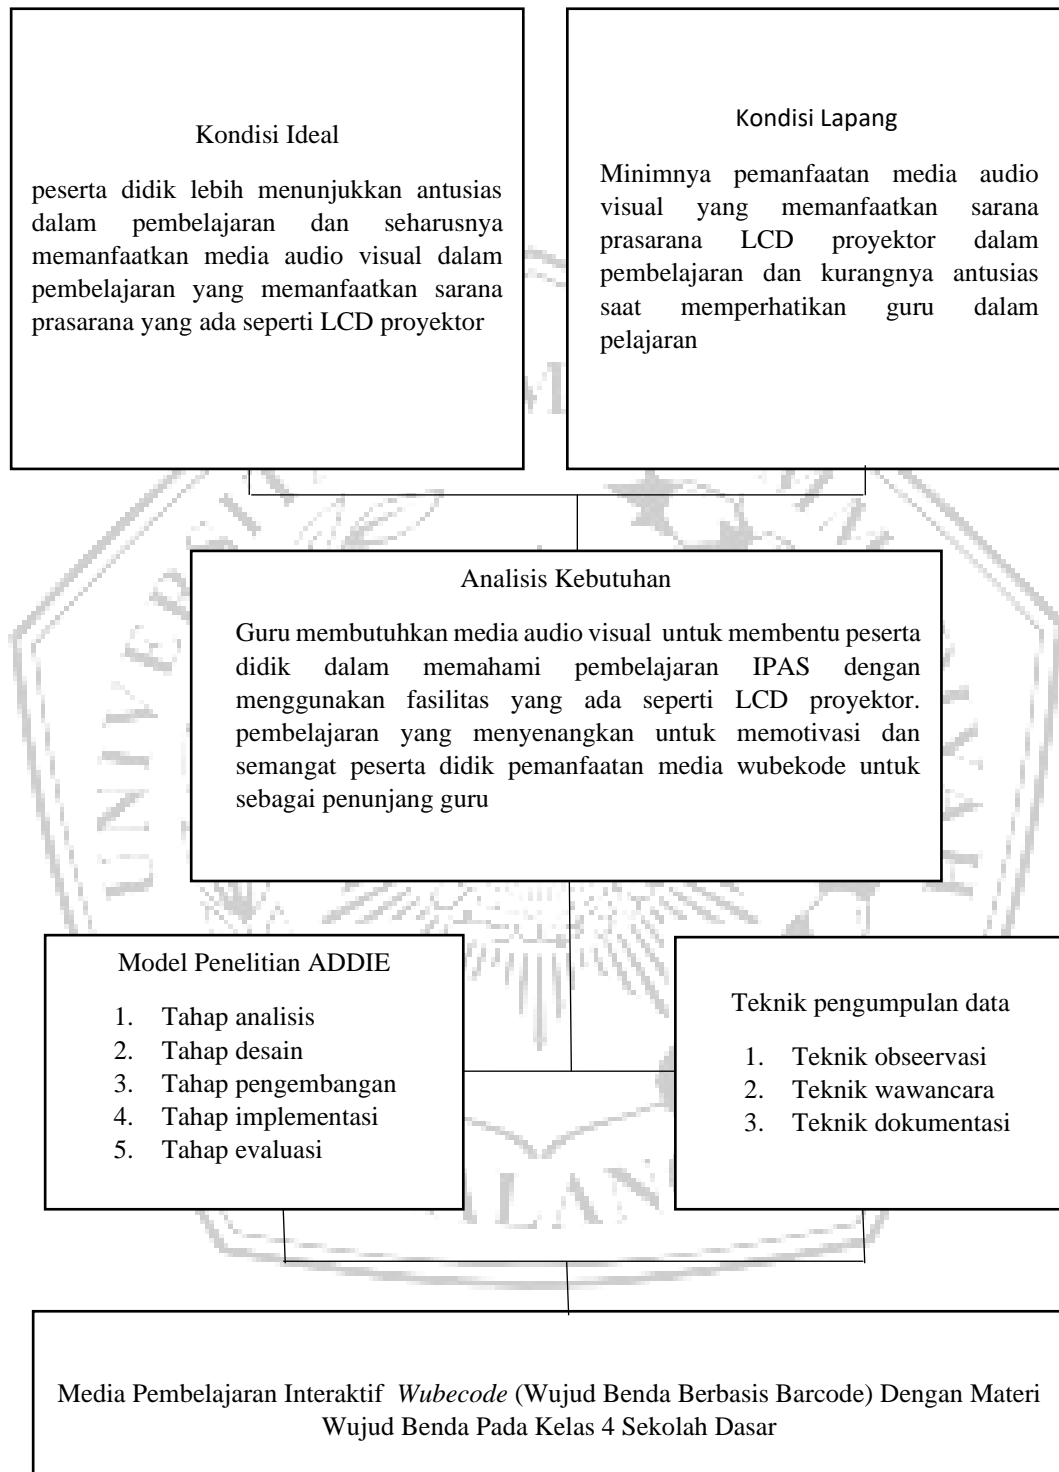 Kondisi Ideal
peserta didik lebih menunjukkan antusias
dalam pembelajaran dan seharusnya
memanfaatkan media audio visual dalam
pembelajaran yang memanfaatkan sarana
prasarana yang ada seperti LCD proyektor
Kondisi Lapang
Minimnya pemanfaatan media audio
visual yang memanfaatkan sarana
prasarana LCD proyektor dalam
pembelajaran dan kurangnya antusias
saat memperhatikan guru dalam
pelajaran
Analisis Kebutuhan
Guru membutuhkan media audio visual untuk membentu peserta
didik dalam memahami pembelajaran IPAS dengan
menggunakan fasilitas yang ada seperti LCD proyektor.
pembelajaran yang menyenangkan untuk memotivasi dan
semangat peserta didik pemanfaatan media wubekode untuk
sebagai penunjang guru
Model Penelitian ADDIE
1. Tahap analisis
2. Tahap desain
3. Tahap pengembangan
4. Tahap implementasi
5. Tahap evaluasi
Teknik pengumpulan data
1. Teknik obseervasi
2. Teknik wawancara
3. Teknik dokumentasi
Media Pembelajaran Interaktif Wubecode (Wujud Benda Berbasis Barcode) Dengan Materi
Wujud Benda Pada Kelas 4 Sekolah Dasar